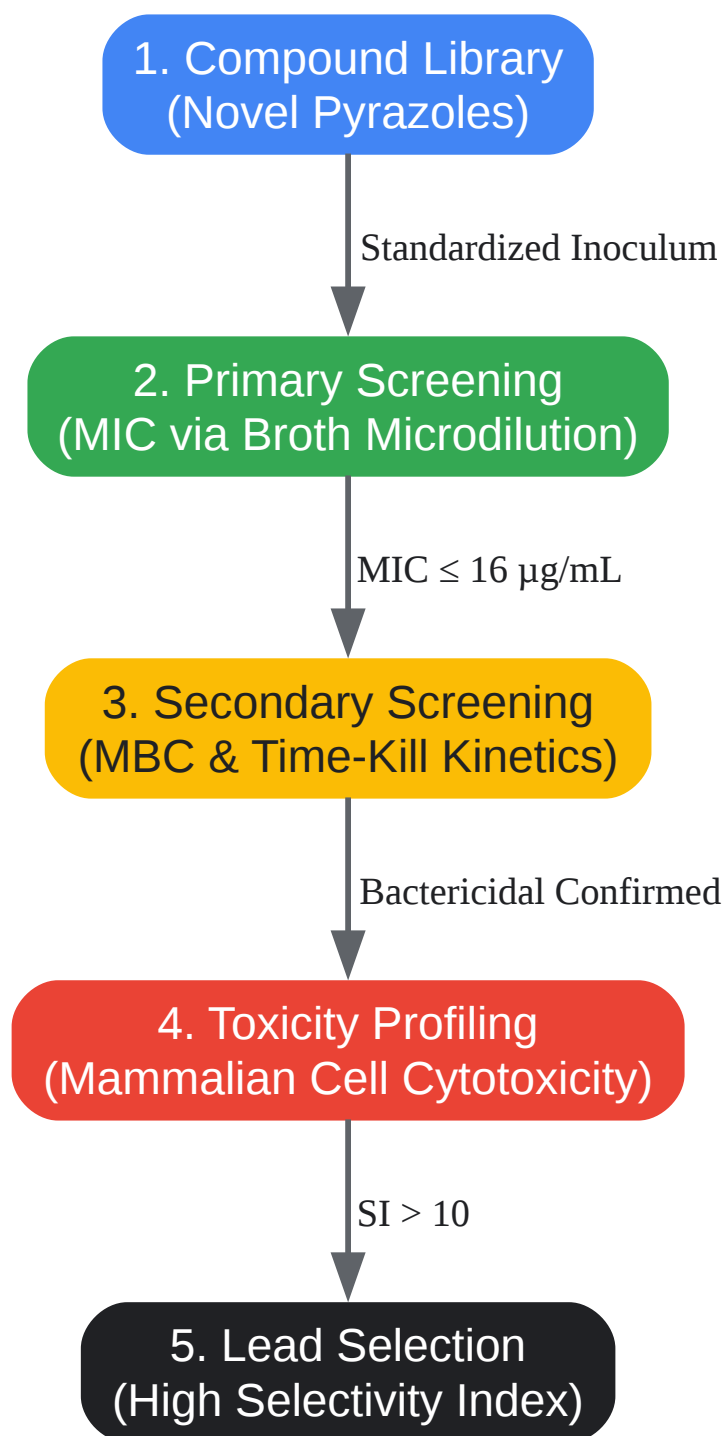 1. Compound Library
(Novel Pyrazoles)
Standardized Inoculum
2. Primary Screening
(MIC via Broth Microdilution)
MIC ≤ 16 µg/mL
3. Secondary Screening
(MBC & Time-Kill Kinetics)
Bactericidal Confirmed
4. Toxicity Profiling
(Mammalian Cell Cytotoxicity)
SI > 10
5. Lead Selection
(High Selectivity Index)